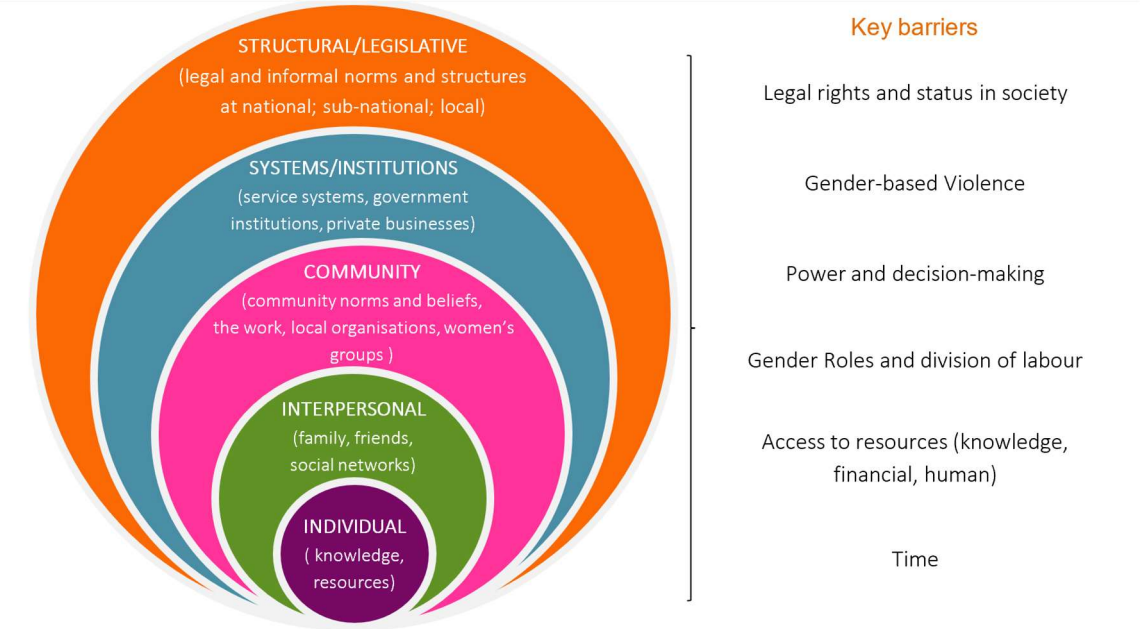 STRUCTURAL/LEGISLATIVE
(legal and informal norms and structures
at national; sub-national; local)
SYSTEMS/INSTITUTIONS
(service systems, government
institutions, private businesses)
COMMUNITY
(community norms and beliefs,
the work, local organisations, women's
groups )
INTERPERSONAL
(family, friends,
social networks)
INDIVIDUAL
( knowledge,
resources)
Key barriers
Legal rights and status in society
Gender-based Violence
Power and decision-making
Gender Roles and division of labour
Access to resources (knowledge,
financial, human)
Time